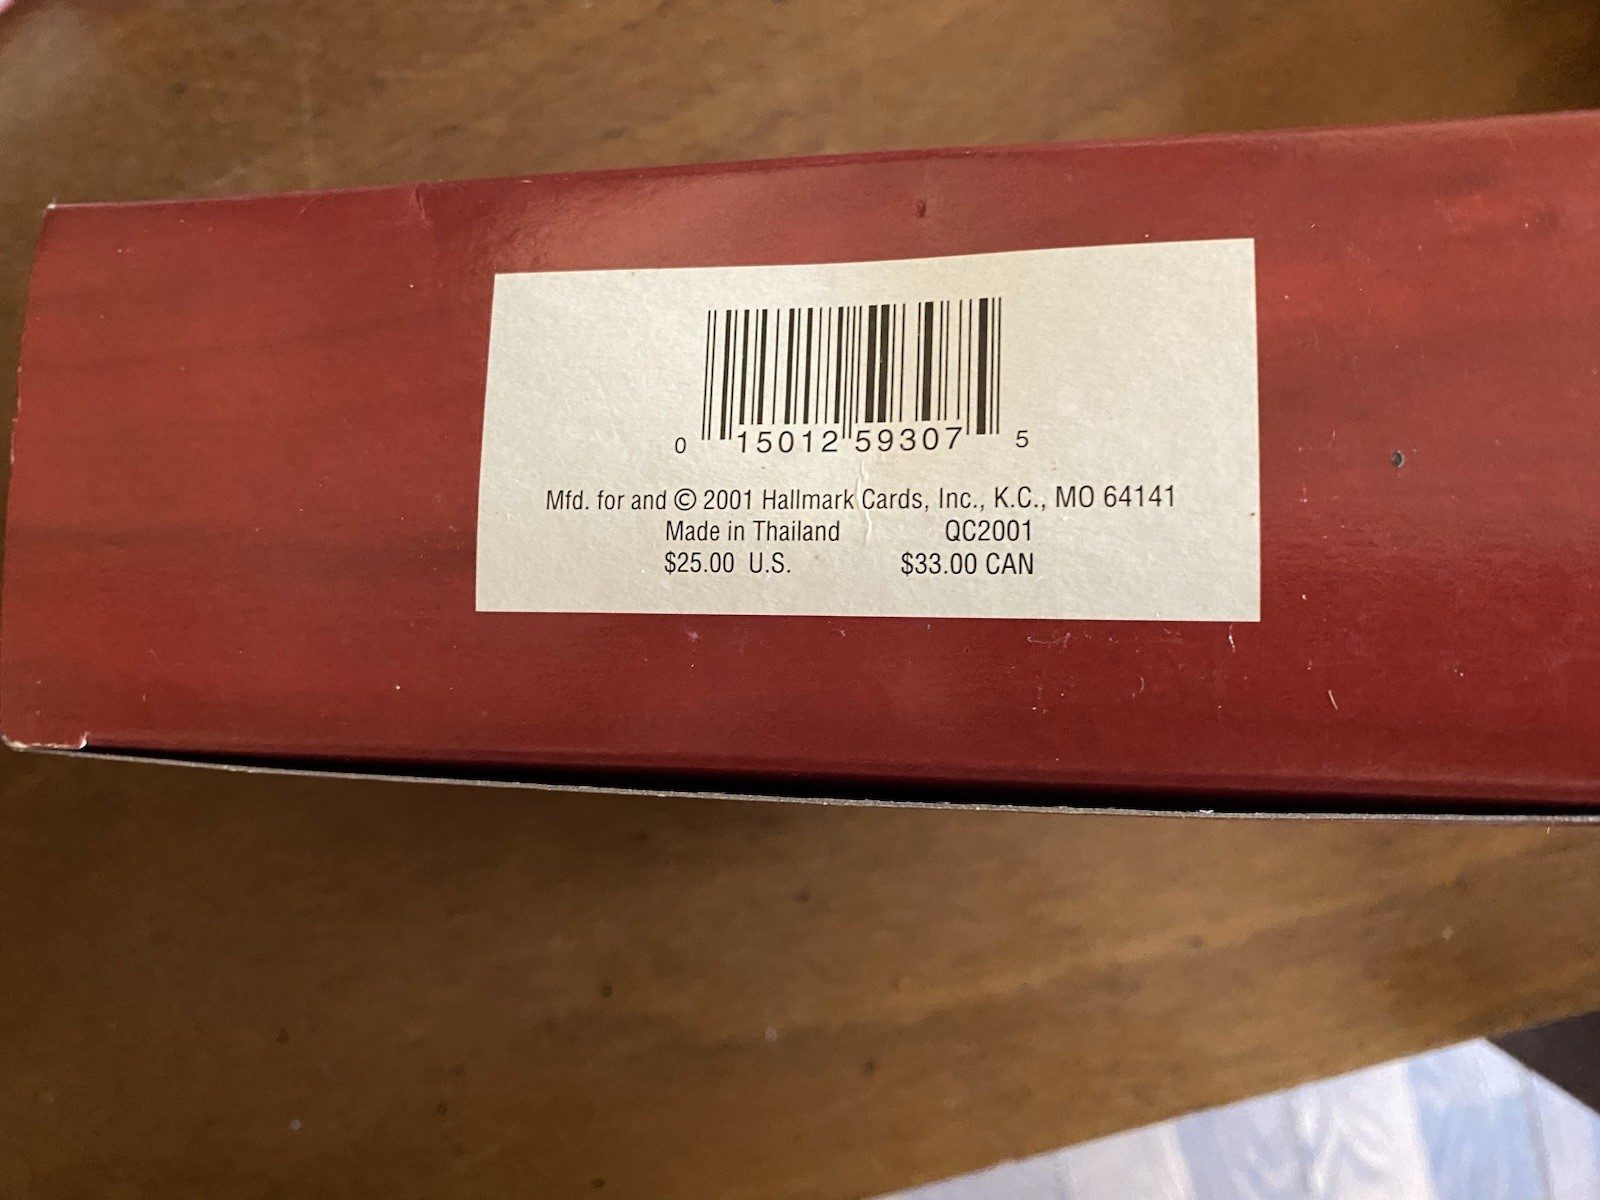 0 15012 59307 5
Mfd. for and © 2001 Hallmark Cards, Inc., K.C., MO 64141
Made in Thailand QC2001
$25.00 U.S. $33.00 CAN